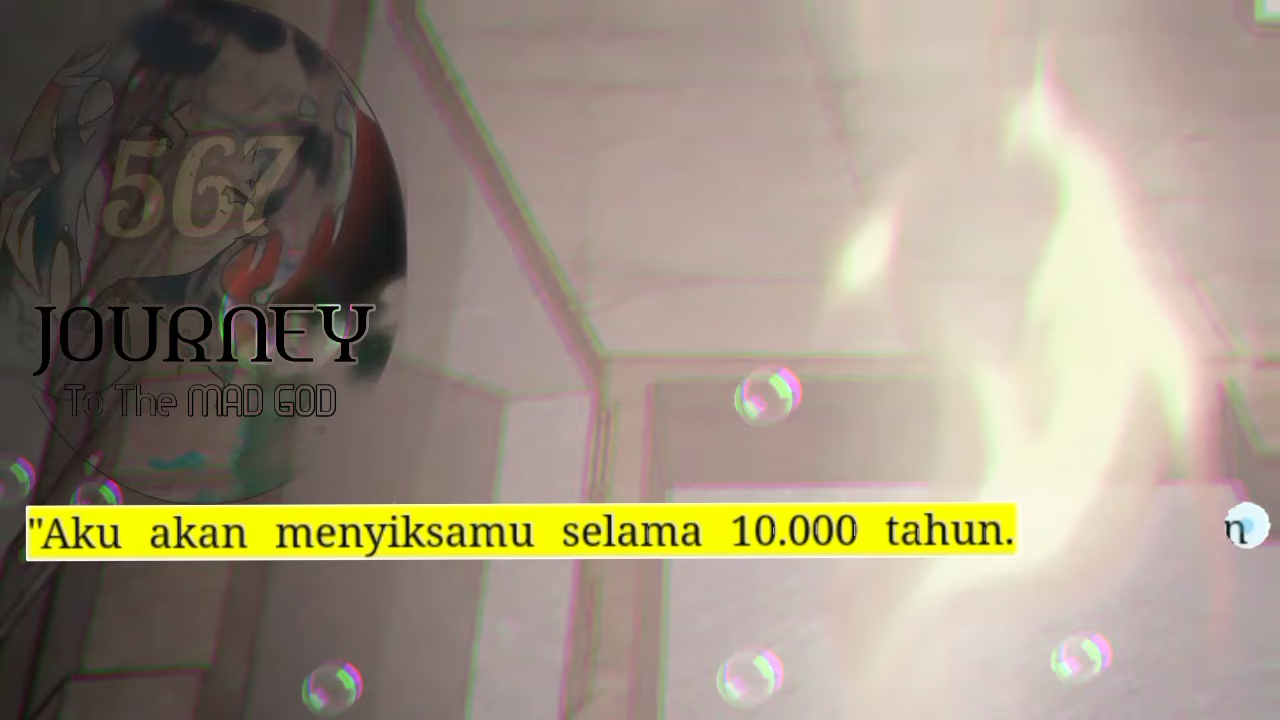 567
JOURNEY
To The MAD GOD
"Aku akan menyiksamu selama 10.000 tahun. n